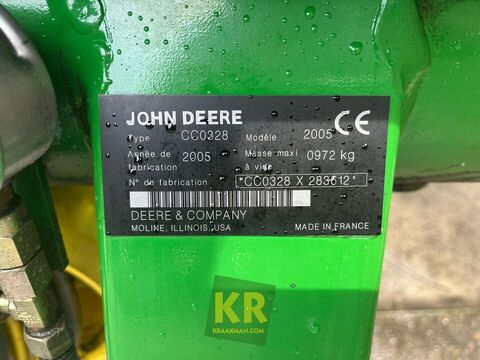 JOHN DEERE
Type CC0328 Modèle 2005 CE
Année de fabrication 2005 Masse maxi à vide 0972 kg
N° de fabrication *CC0328 X 283612*
DEERE & COMPANY
MOLINE, ILLINOIS, USA MADE IN FRANCE
KR
KRAAKMAN.COM